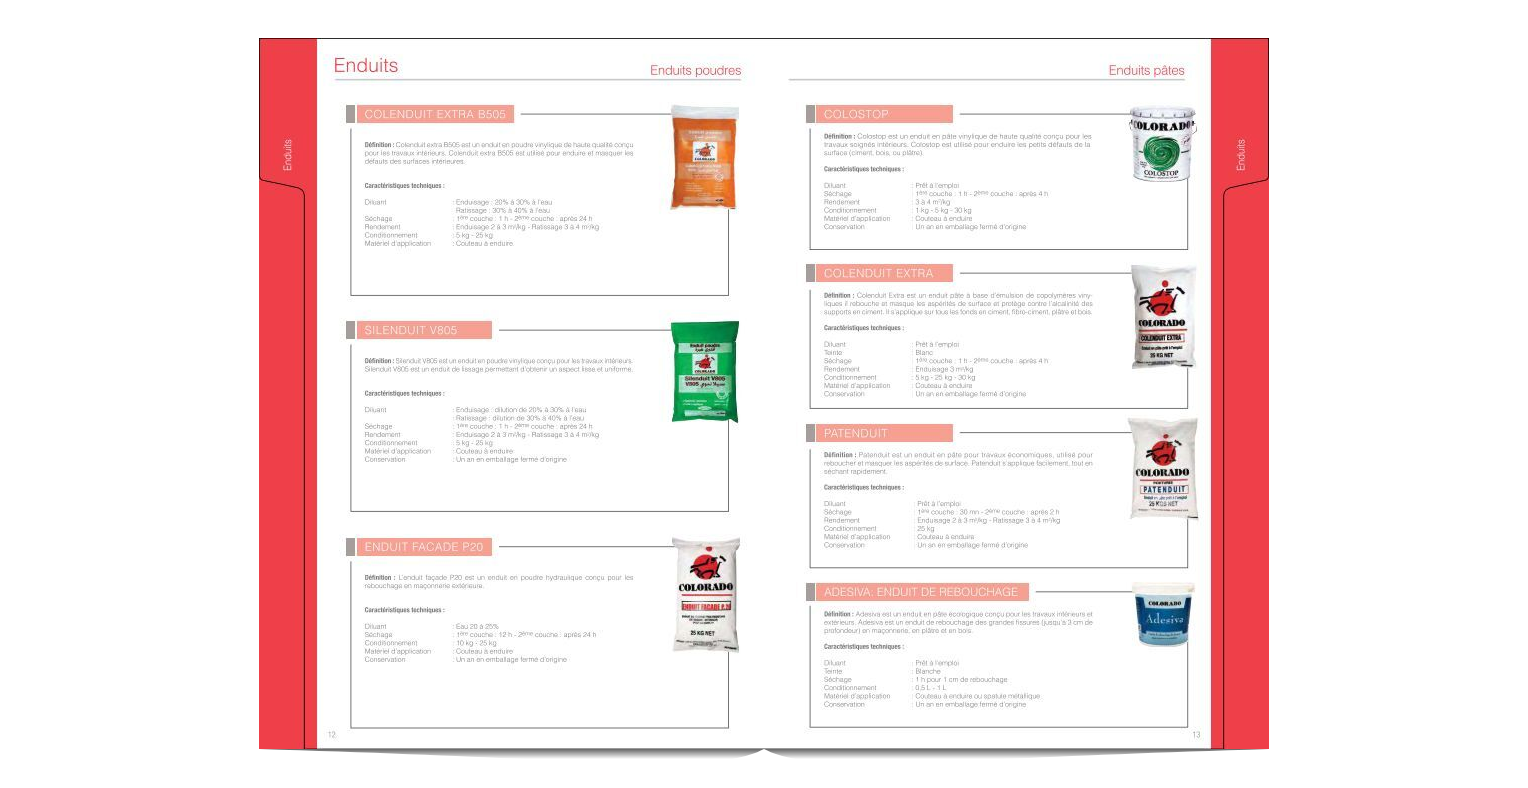 Enduits
Enduits
Enduits poudres
COLENDUIT EXTRA B505
Définition : Colenduit extra B505 est un enduit en poudre vinylique de haute qualité conçu
pour les travaux intérieurs. Colenduit extra B505 est utilisé pour enduire et masquer les
défauts des surfaces intérieures.
Caractéristiques techniques :
Diluant : Enduisage : 20% à 30% à l'eau
Ratissage : 30% à 40% à l'eau
Séchage : 1ère couche : 1 h - 2ème couche : après 24 h
Rendement : Enduisage 2 à 3 m²/kg - Ratissage 3 à 4 m²/kg
Conditionnement : 5 kg - 25 kg
Matériel d'application : Couteau à enduire
COLORADO
SILENDUIT V805
Définition : Silenduit V805 est un enduit en poudre vinylique conçu pour les travaux intérieurs.
Silenduit V805 est un enduit de lissage permettant d'obtenir un aspect lisse et uniforme.
Caractéristiques techniques :
Diluant : Enduisage : dilution de 20% à 30% à l'eau
: Ratissage : dilution de 30% à 40% à l'eau
Séchage : 1ère couche : 1 h - 2ème couche : après 24 h
Rendement : Enduisage 2 à 3 m²/kg - Ratissage 3 à 4 m²/kg
Conditionnement : 5 kg - 25 kg
Matériel d'application : Couteau à enduire
Conservation : Un an en emballage fermé d'origine
Enduit poudre
COLORADO
Silenduit V805
V805
ENDUIT FACADE P20
Définition : L'enduit façade P20 est un enduit en poudre hydraulique conçu pour les
rebouchage en maçonnerie extérieure.
Caractéristiques techniques :
Diluant : Eau 20 à 25%
Séchage : 1ère couche : 12 h - 2ème couche : après 24 h
Conditionnement : 10 kg - 25 kg
Matériel d'application : Couteau à enduire
Conservation : Un an en emballage fermé d'origine
COLORADO
ENDUIT FACADE P.20
25 KG NET
12
Enduits pâtes
COLOSTOP
Définition : Colostop est un enduit en pâte vinylique de haute qualité conçu pour les
travaux soignés intérieurs. Colostop est utilisé pour enduire les petits défauts de la
surface (ciment, bois, ou plâtre).
Caractéristiques techniques :
Diluant : Prêt à l'emploi
Séchage : 1ère couche : 1 h - 2ème couche : après 4 h
Rendement : 3 à 4 m²/kg
Conditionnement : 1 kg - 5 kg - 30 kg
Matériel d'application : Couteau à enduire
Conservation : Un an en emballage fermé d'origine
COLORADO
COLOSTOP
COLENDUIT EXTRA
Définition : Colenduit Extra est un enduit pâte à base d'émulsion de copolymères viny-
liques il rebouche et masque les aspérités de surface et protège contre l'alcalinité des
supports en ciment. Il s'applique sur tous les fonds en ciment, fibro-ciment, plâtre et bois.
Caractéristiques techniques :
Diluant : Prêt à l'emploi
Teinte : Blanc
Séchage : 1ère couche : 1 h - 2ème couche : après 4 h
Rendement : Enduisage 3 m²/kg
Conditionnement : 5 kg - 25 kg - 30 kg
Matériel d'application : Couteau à enduire
Conservation : Un an en emballage fermé d'origine
COLORADO
COLENDUIT EXTRA
25 KG NET
PATENDUIT
Définition : Patenduit est un enduit en pâte pour travaux économiques, utilisé pour
reboucher et masquer les aspérités de surface. Patenduit s'applique facilement, tout en
séchant rapidement.
Caractéristiques techniques :
Diluant Prêt à l'emploi
Séchage 1ère couche : 30 mn - 2ème couche : après 2 h
Rendement Enduisage 2 à 3 m²/kg - Ratissage 3 à 4 m²/kg
Conditionnement 25 kg
Matériel d'application Couteau à enduire
Conservation Un an en emballage fermé d'origine
COLORADO
PATENDUIT
25 KGS NET
ADESIVA: ENDUIT DE REBOUCHAGE
Définition : Adesiva est un enduit en pâte écologique conçu pour les travaux intérieurs et
extérieurs. Adesiva est un enduit de rebouchage des grandes fissures (jusqu'à 3 cm de
profondeur) en maçonnerie, en plâtre et en bois.
Caractéristiques techniques :
Diluant : Prêt à l'emploi
Teinte : Blanche
Séchage : 1 h pour 1 cm de rebouchage
Conditionnement : 0,5 L - 1 L
Matériel d'application : Couteau à enduire ou spatule métallique
Conservation : Un an en emballage fermé d'origine
COLORADO
Adesiva
13
Enduits